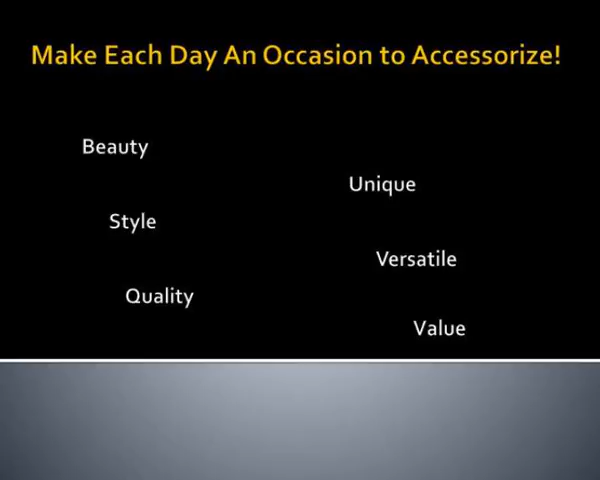 Make Each Day An Occasion to Accessorize!
Beauty
Unique
Style
Versatile
Quality
Value